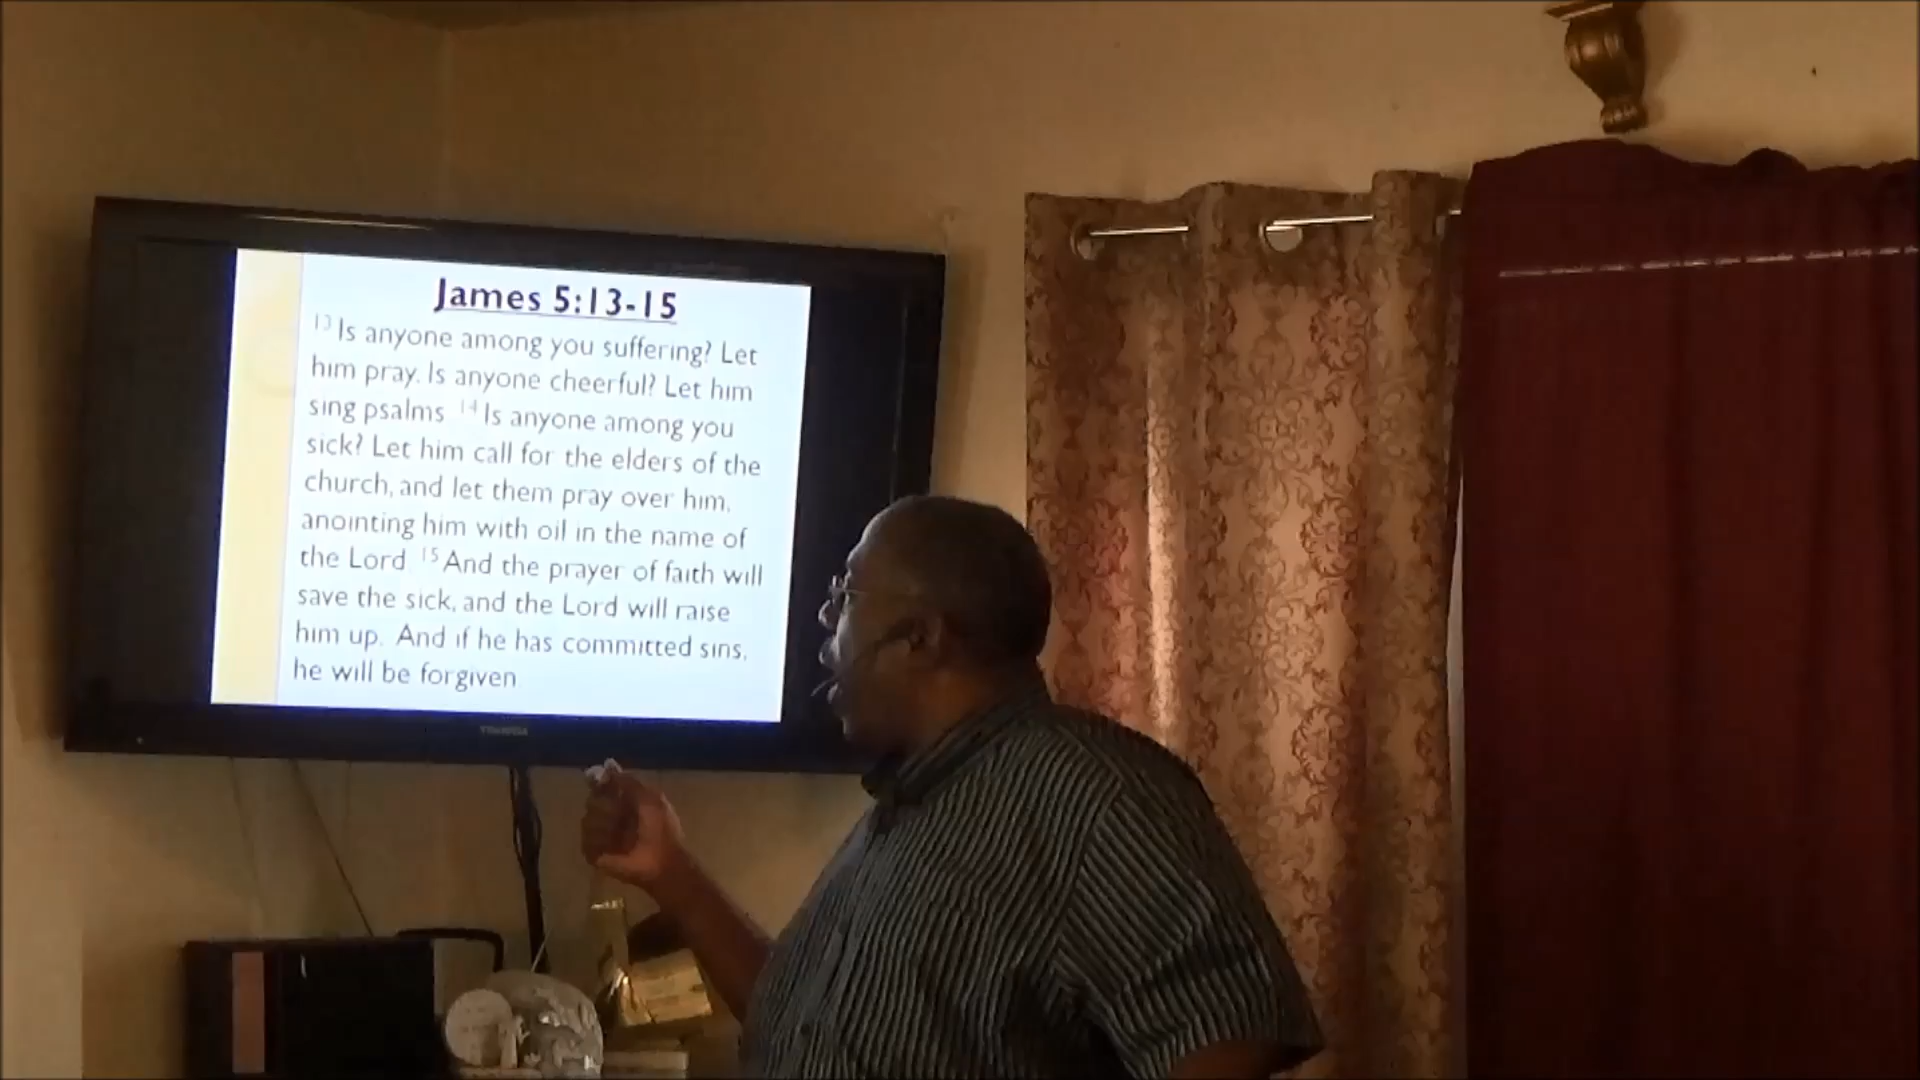 James 5:13-15
13 Is anyone among you suffering? Let
him pray. Is anyone cheerful? Let him
sing psalms. 14 Is anyone among you
sick? Let him call for the elders of the
church, and let them pray over him,
anointing him with oil in the name of
the Lord. 15 And the prayer of faith will
save the sick, and the Lord will raise
him up. And if he has committed sins,
he will be forgiven.
TOSHIBA